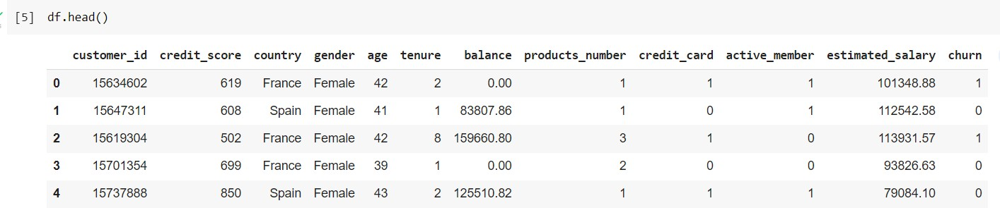 [5] df.head()
customer_id credit_score country gender age tenure balance products_number credit_card active_member estimated_salary churn
0 15634602 619 France Female 42 2 0.00 1 1 1 101348.88 1
1 15647311 608 Spain Female 41 1 83807.86 1 0 1 112542.58 0
2 15619304 502 France Female 42 8 159660.80 3 1 0 113931.57 1
3 15701354 699 France Female 39 1 0.00 2 0 0 93826.63 0
4 15737888 850 Spain Female 43 2 125510.82 1 1 1 79084.10 0